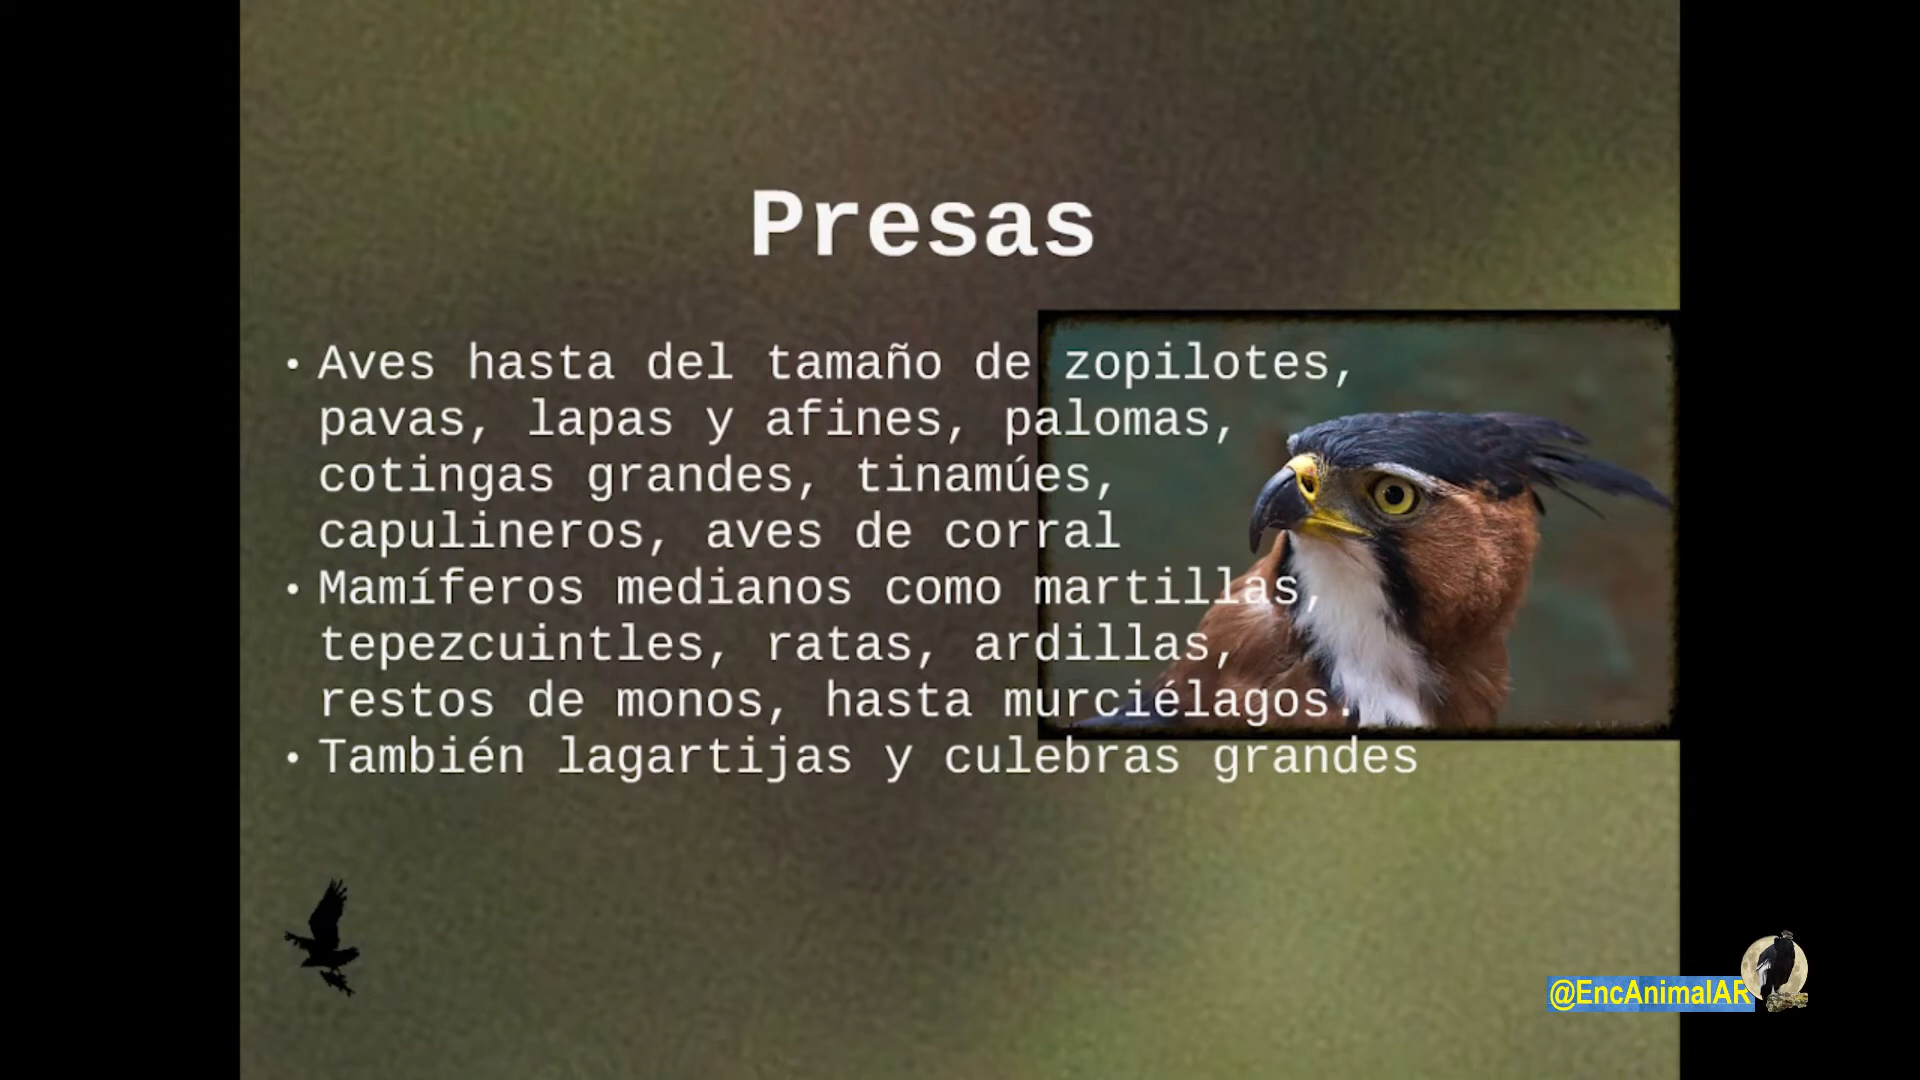 Presas
• Aves hasta del tamaño de zopilotes,
pavas, lapas y afines, palomas,
cotingas grandes, tinamúes,
capulineros, aves de corral
• Mamíferos medianos como martillas,
tepezcuintles, ratas, ardillas,
restos de monos, hasta murciélagos.
• También lagartijas y culebras grandes
@EncAnimalAR